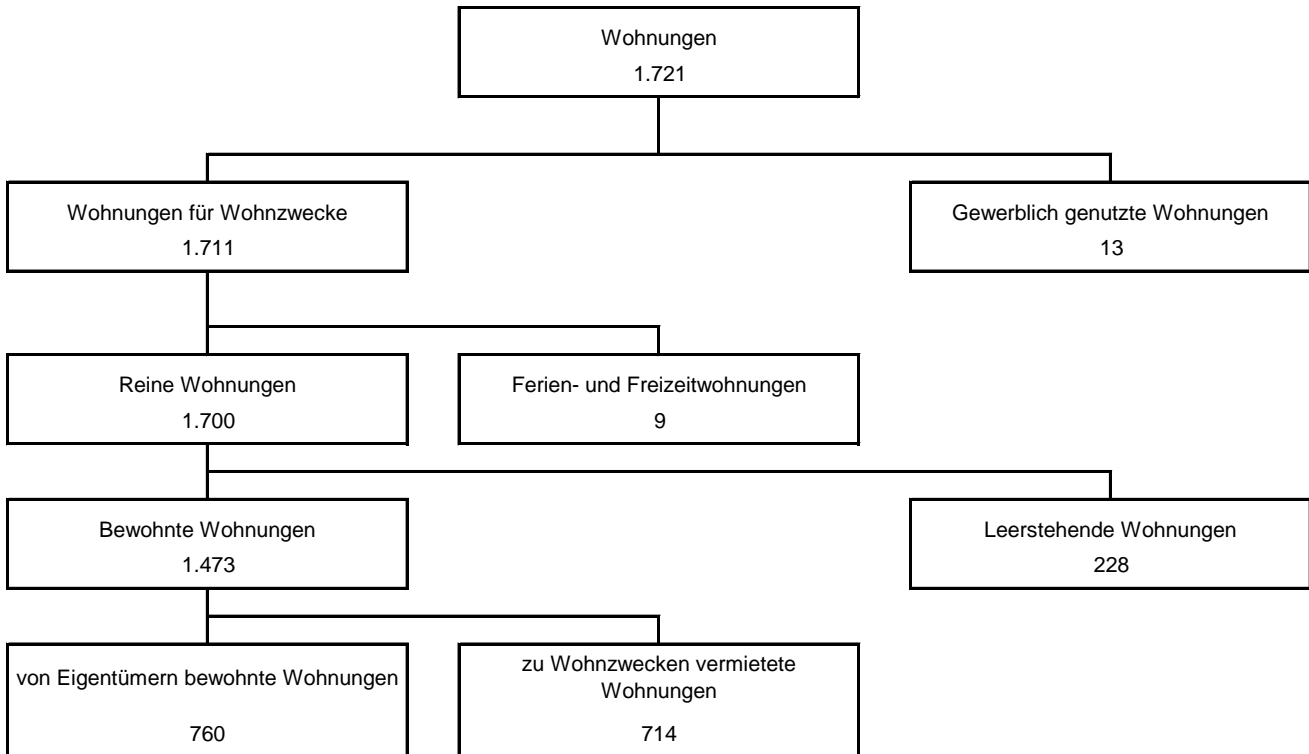 Wohnungen
1.721
Wohnungen für Wohnzwecke
1.711
Gewerblich genutzte Wohnungen
13
Reine Wohnungen
1.700
Ferien- und Freizeitwohnungen
9
Bewohnte Wohnungen
1.473
Leerstehende Wohnungen
228
von Eigentümern bewohnte Wohnungen
760
zu Wohnzwecken vermietete
Wohnungen
714